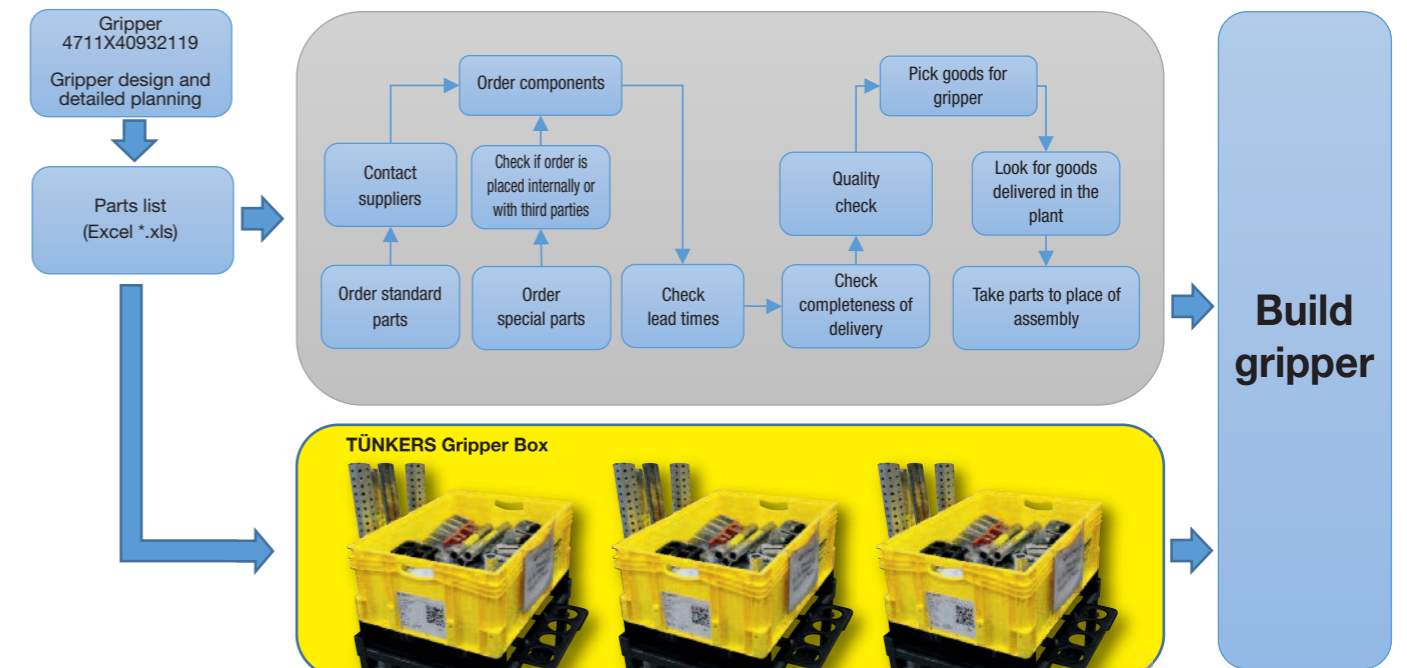 Gripper
4711X40932119
Gripper design and
detailed planning
Parts list
(Excel *.xls)
Order components
Contact
suppliers
Check if order is
placed internally or
with third parties
Order standard
parts
Order
special parts
Check
lead times
Pick goods for
gripper
Quality
check
Look for goods
delivered in the
plant
Check
completeness of
delivery
Take parts to place of
assembly
Build
gripper
TÜNKERS Gripper Box